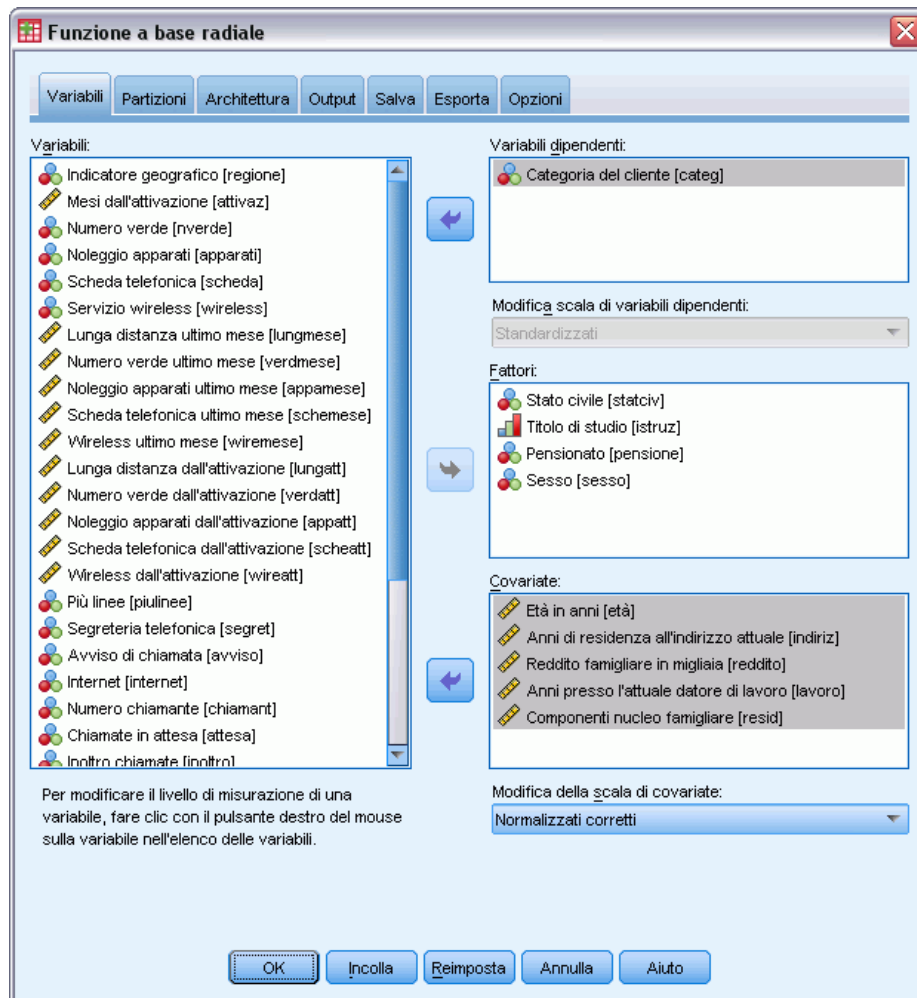 Funzione a base radiale
Variabili Partizioni Architettura Output Salva Esporta Opzioni
Variabili:
Indicatore geografico [regione]
Mesi dall'attivazione [attivaz]
Numero verde [nverde]
Noleggio apparati [apparati]
Scheda telefonica [scheda]
Servizio wireless [wireless]
Lunga distanza ultimo mese [lungmese]
Numero verde ultimo mese [verdmese]
Noleggio apparati ultimo mese [appamese]
Scheda telefonica ultimo mese [schemese]
Wireless ultimo mese [wiremese]
Lunga distanza dall'attivazione [lungatt]
Numero verde dall'attivazione [verdatt]
Noleggio apparati dall'attivazione [appatt]
Scheda telefonica dall'attivazione [scheatt]
Wireless dall'attivazione [wireatt]
Più linee [piulinee]
Segreteria telefonica [segret]
Avviso di chiamata [avviso]
Internet [internet]
Numero chiamante [chiamant]
Chiamate in attesa [attesa]
Inoltro chiamate [inoltro]
Per modificare il livello di misurazione di una
variabile, fare clic con il pulsante destro del mouse
sulla variabile nell'elenco delle variabili.
Variabili dipendenti:
Categoria del cliente [categ]
Modifica scala di variabili dipendenti:
Standardizzati
Fattori:
Stato civile [statciv]
Titolo di studio [istruz]
Pensionato [pensione]
Sesso [sesso]
Covariate:
Età in anni [età]
Anni di residenza all'indirizzo attuale [indiriz]
Reddito famigliare in migliaia [reddito]
Anni presso l'attuale datore di lavoro [lavoro]
Componenti nucleo famigliare [resid]
Modifica della scala di covariate:
Normalizzati corretti
OK Incolla Reimposta Annulla Aiuto